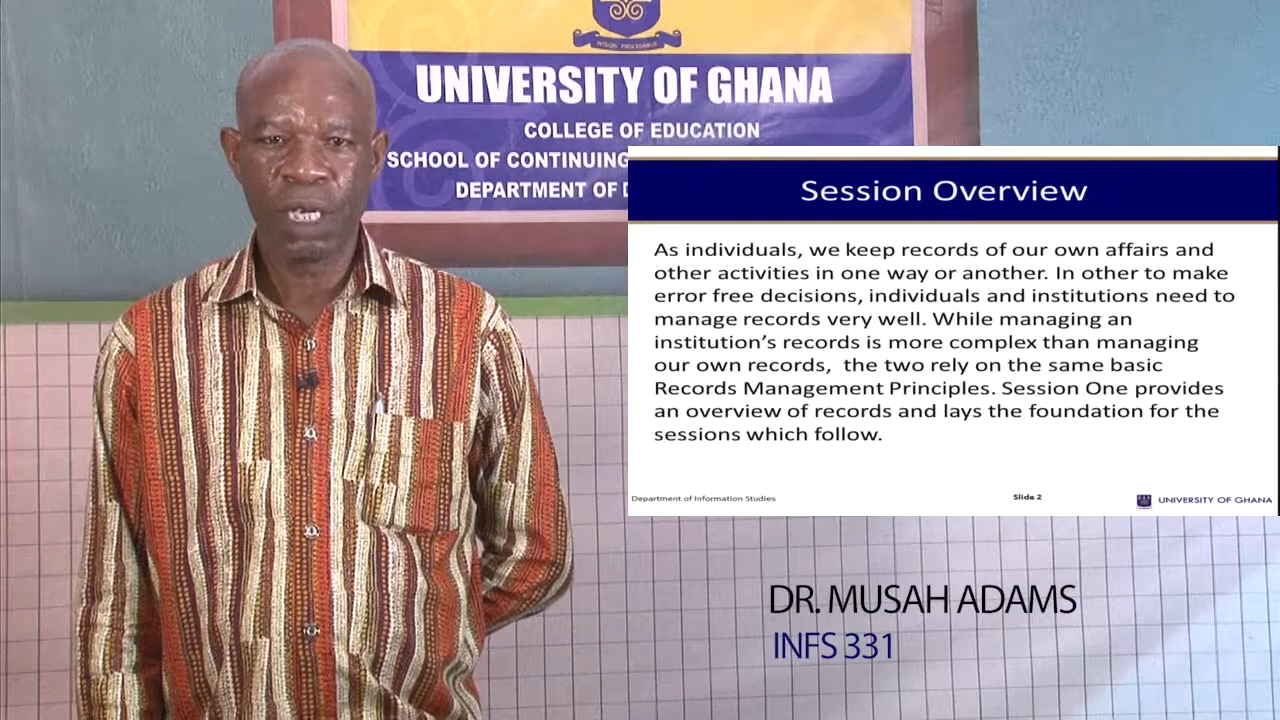 INTEGRI PROCEDAMUS
UNIVERSITY OF GHANA
COLLEGE OF EDUCATION
SCHOOL OF CONTINUING
DEPARTMENT OF
Session Overview
As individuals, we keep records of our own affairs and
other activities in one way or another. In other to make
error free decisions, individuals and institutions need to
manage records very well. While managing an
institution's records is more complex than managing
our own records, the two rely on the same basic
Records Management Principles. Session One provides
an overview of records and lays the foundation for the
sessions which follow.
Department of Information Studies
Slide 2
UNIVERSITY OF GHANA
DR. MUSAH ADAMS
INFS 331